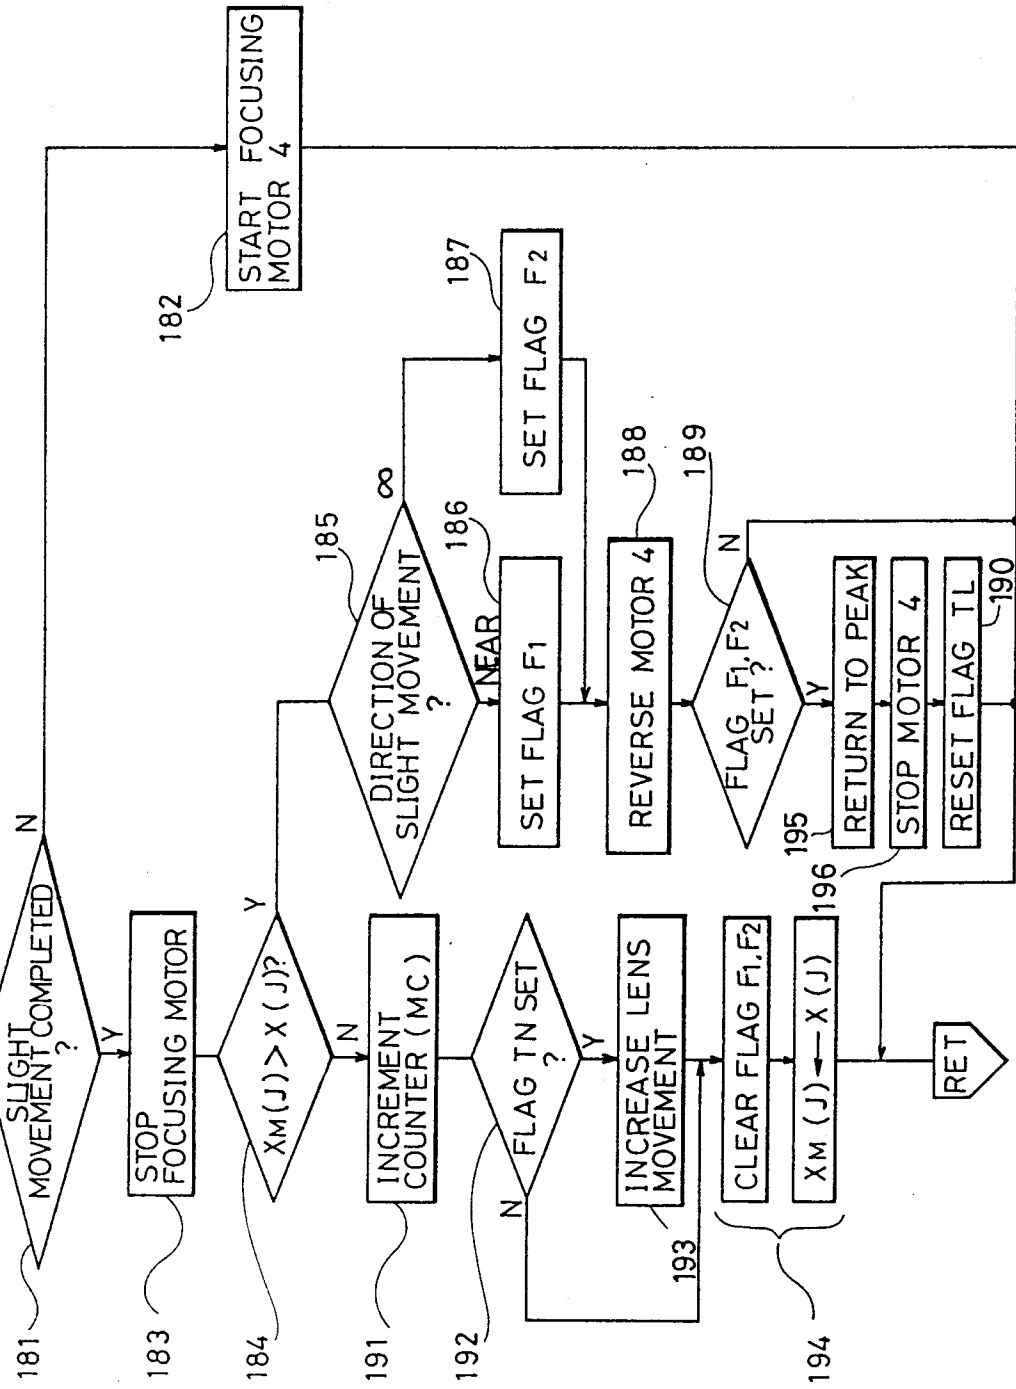 181
SLIGHT
MOVEMENT COMPLETED
?
N
Y
182
START FOCUSING
MOTOR 4
183
STOP
FOCUSING MOTOR
184
XM(J)>X(J)?
Y
N
185
DIRECTION OF
SLIGHT MOVEMENT
?
∞
NEAR
186
SET FLAG F1
187
SET FLAG F2
188
REVERSE MOTOR 4
189
FLAG F1,F2
SET ?
N
Y
195
RETURN TO PEAK
196
STOP MOTOR 4
RESET FLAG TL
190
191
INCREMENT
COUNTER (MC)
192
FLAG TN SET
?
N
Y
193
INCREASE LENS
MOVEMENT
194
CLEAR FLAG F1,F2
XM (J) ← X (J)
RET